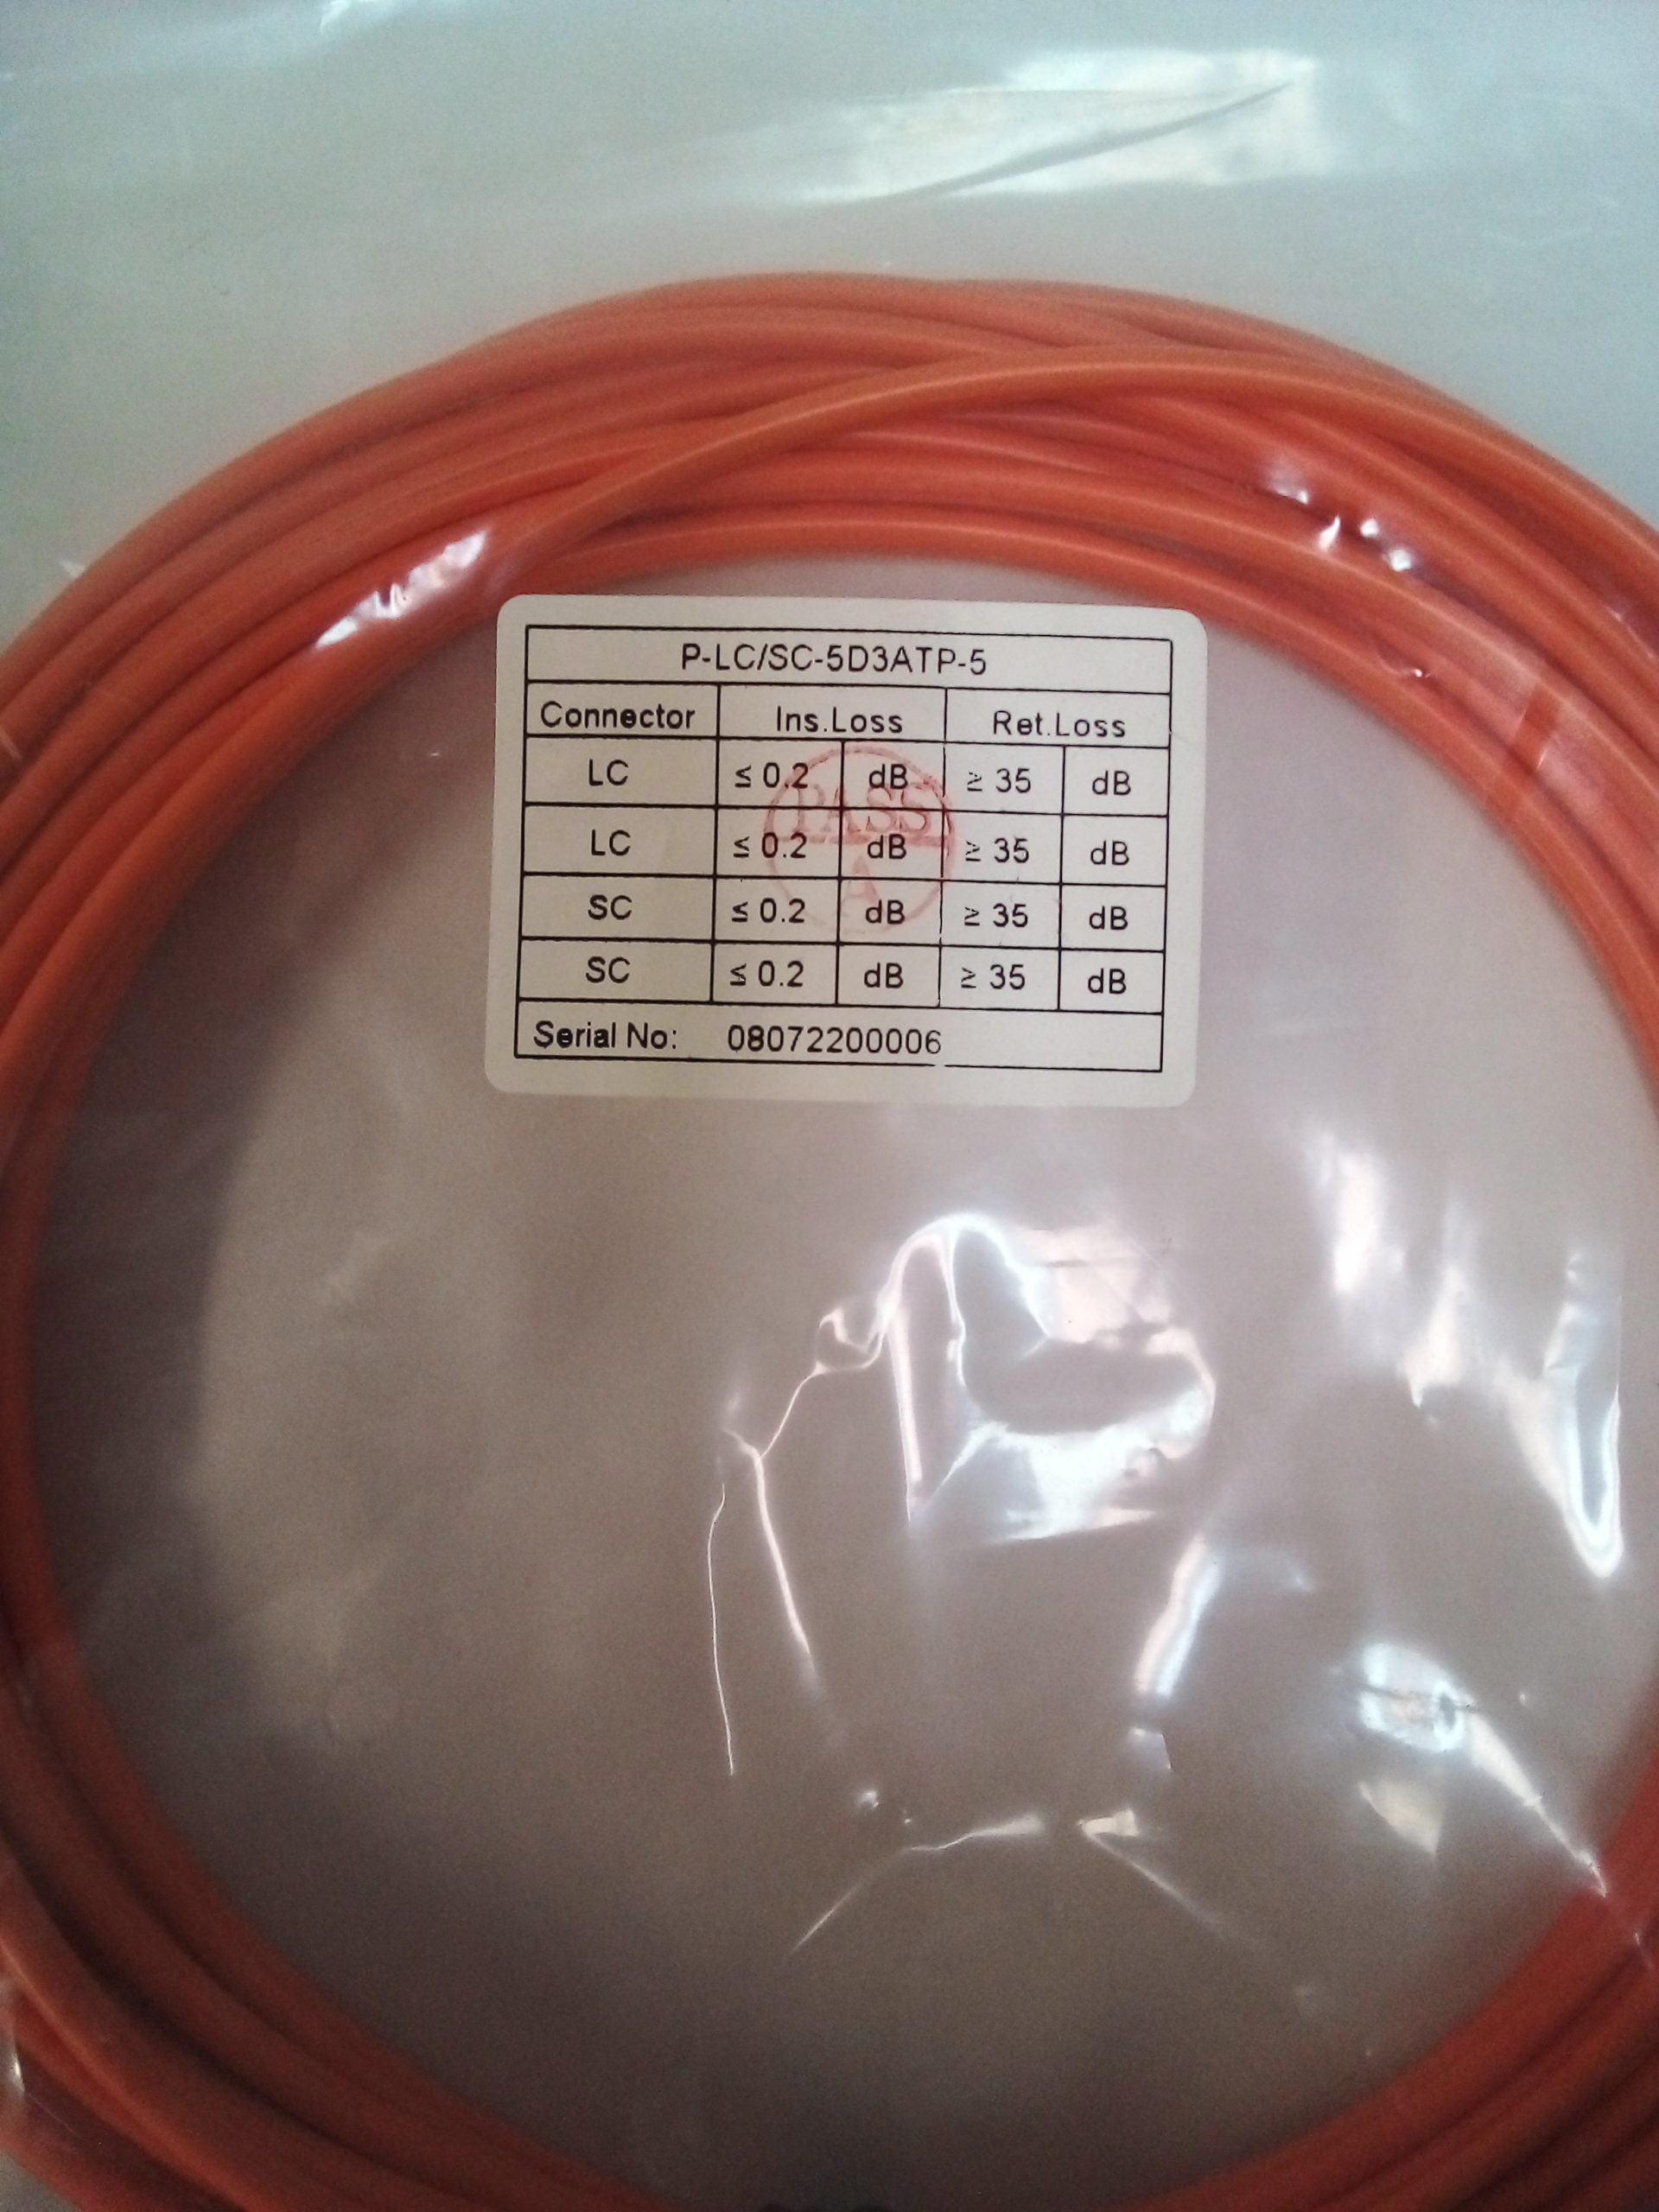 P-LC/SC-5D3ATP-5
Connector Ins.Loss Ret.Loss
LC ≤ 0.2 dB ≥ 35 dB
PASS
LC ≤ 0.2 dB ≥ 35 dB
A
SC ≤ 0.2 dB ≥ 35 dB
SC ≤ 0.2 dB ≥ 35 dB
Serial No: 08072200006